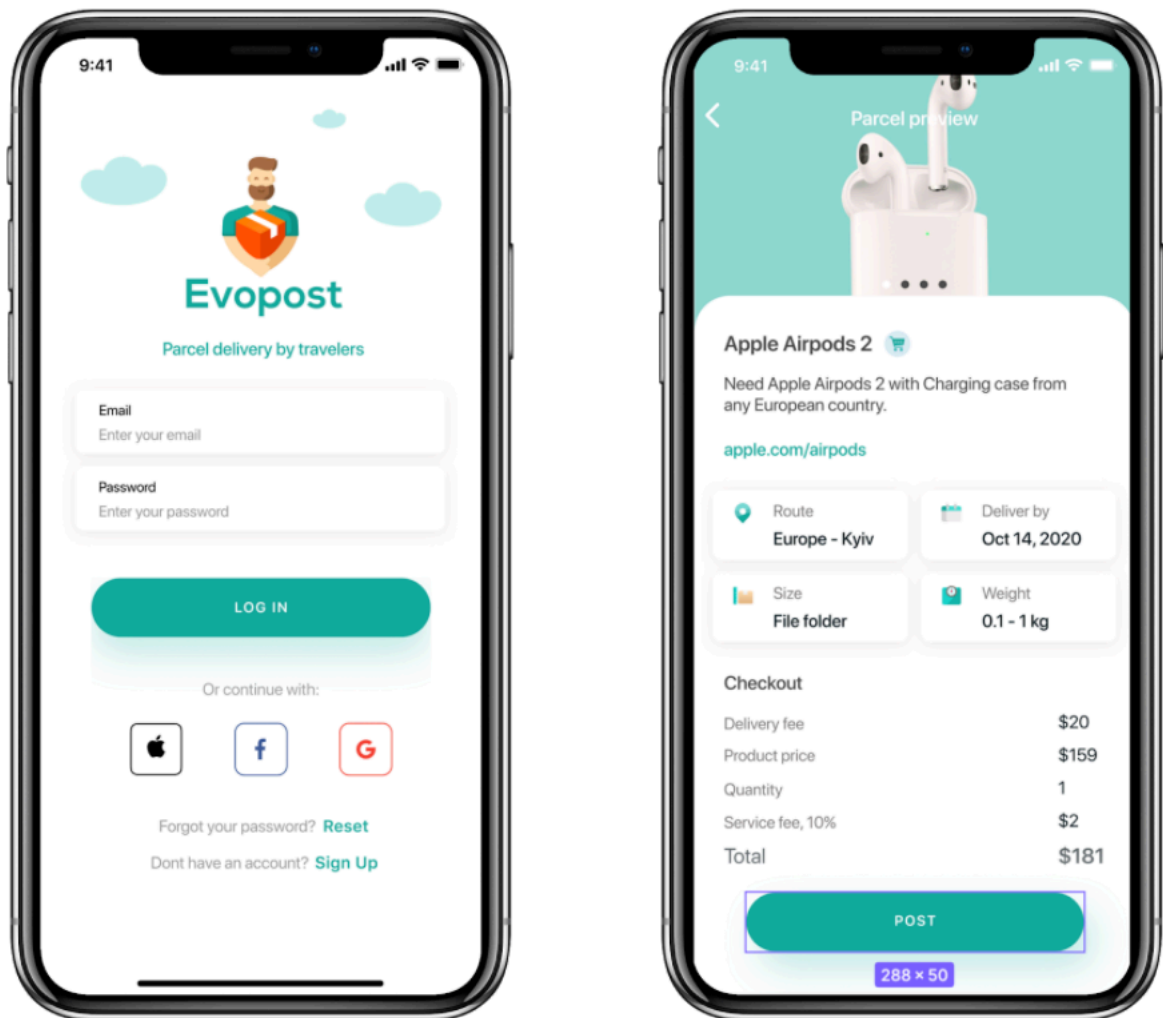 9:41
Evopost
Parcel delivery by travelers
Email
Enter your email
Password
Enter your password
LOG IN
Or continue with:
f
G
Forgot your password? Reset
Dont have an account? Sign Up
9:41
Parcel preview
Apple Airpods 2
Need Apple Airpods 2 with Charging case from
any European country.
apple.com/airpods
Route
Europe - Kyiv
Deliver by
Oct 14, 2020
Size
File folder
Weight
0.1 - 1 kg
Checkout
Delivery fee $20
Product price $159
Quantity 1
Service fee, 10% $2
Total $181
POST
288 × 50